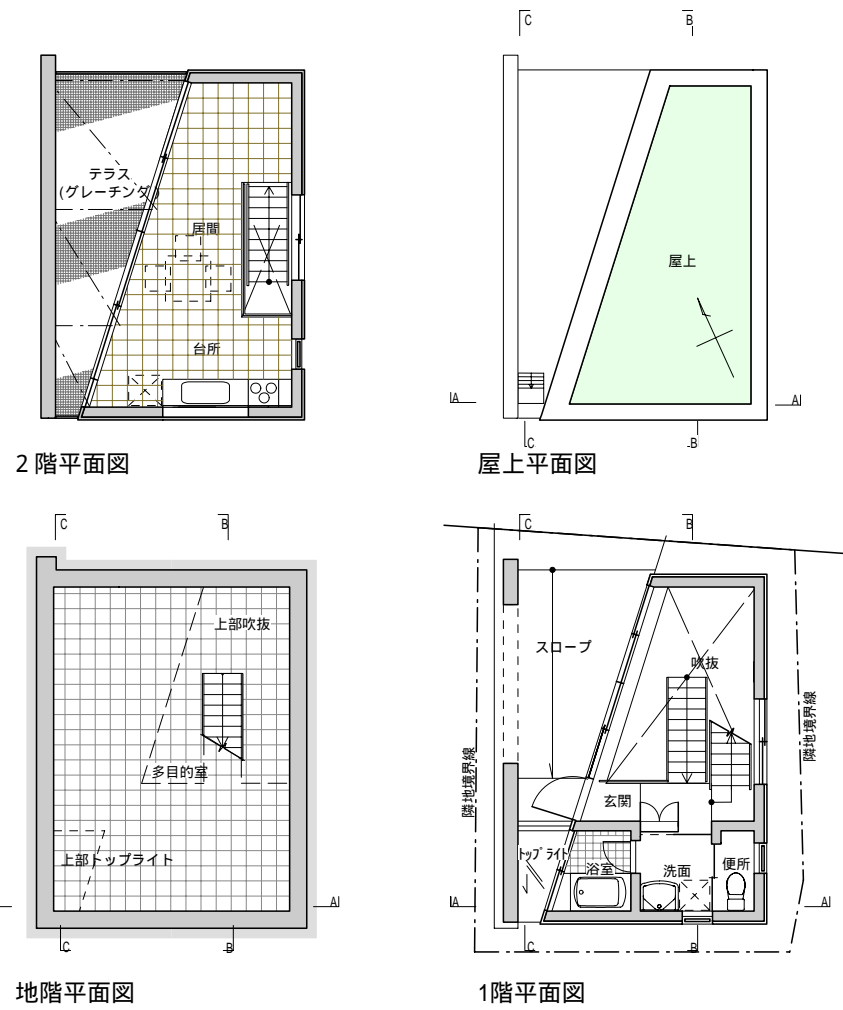 C
B
テラス
(グレーチング)
居間
台所
屋上
A
A
C
B
2階平面図
屋上平面図
C
B
上部吹抜
多目的室
上部トップライト
A
C
B
地階平面図
C
B
スロープ
吹抜
隣地境界線
隣地境界線
玄関
トップライト
浴室
洗面
便所
A
A
C
B
1階平面図